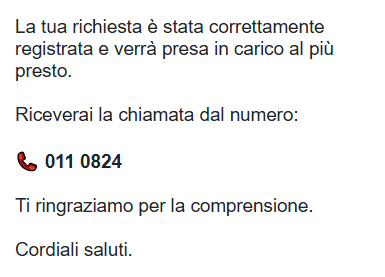 La tua richiesta è stata correttamente
registrata e verrà presa in carico al più
presto.
Riceverai la chiamata dal numero:
011 0824
Ti ringraziamo per la comprensione.
Cordiali saluti.